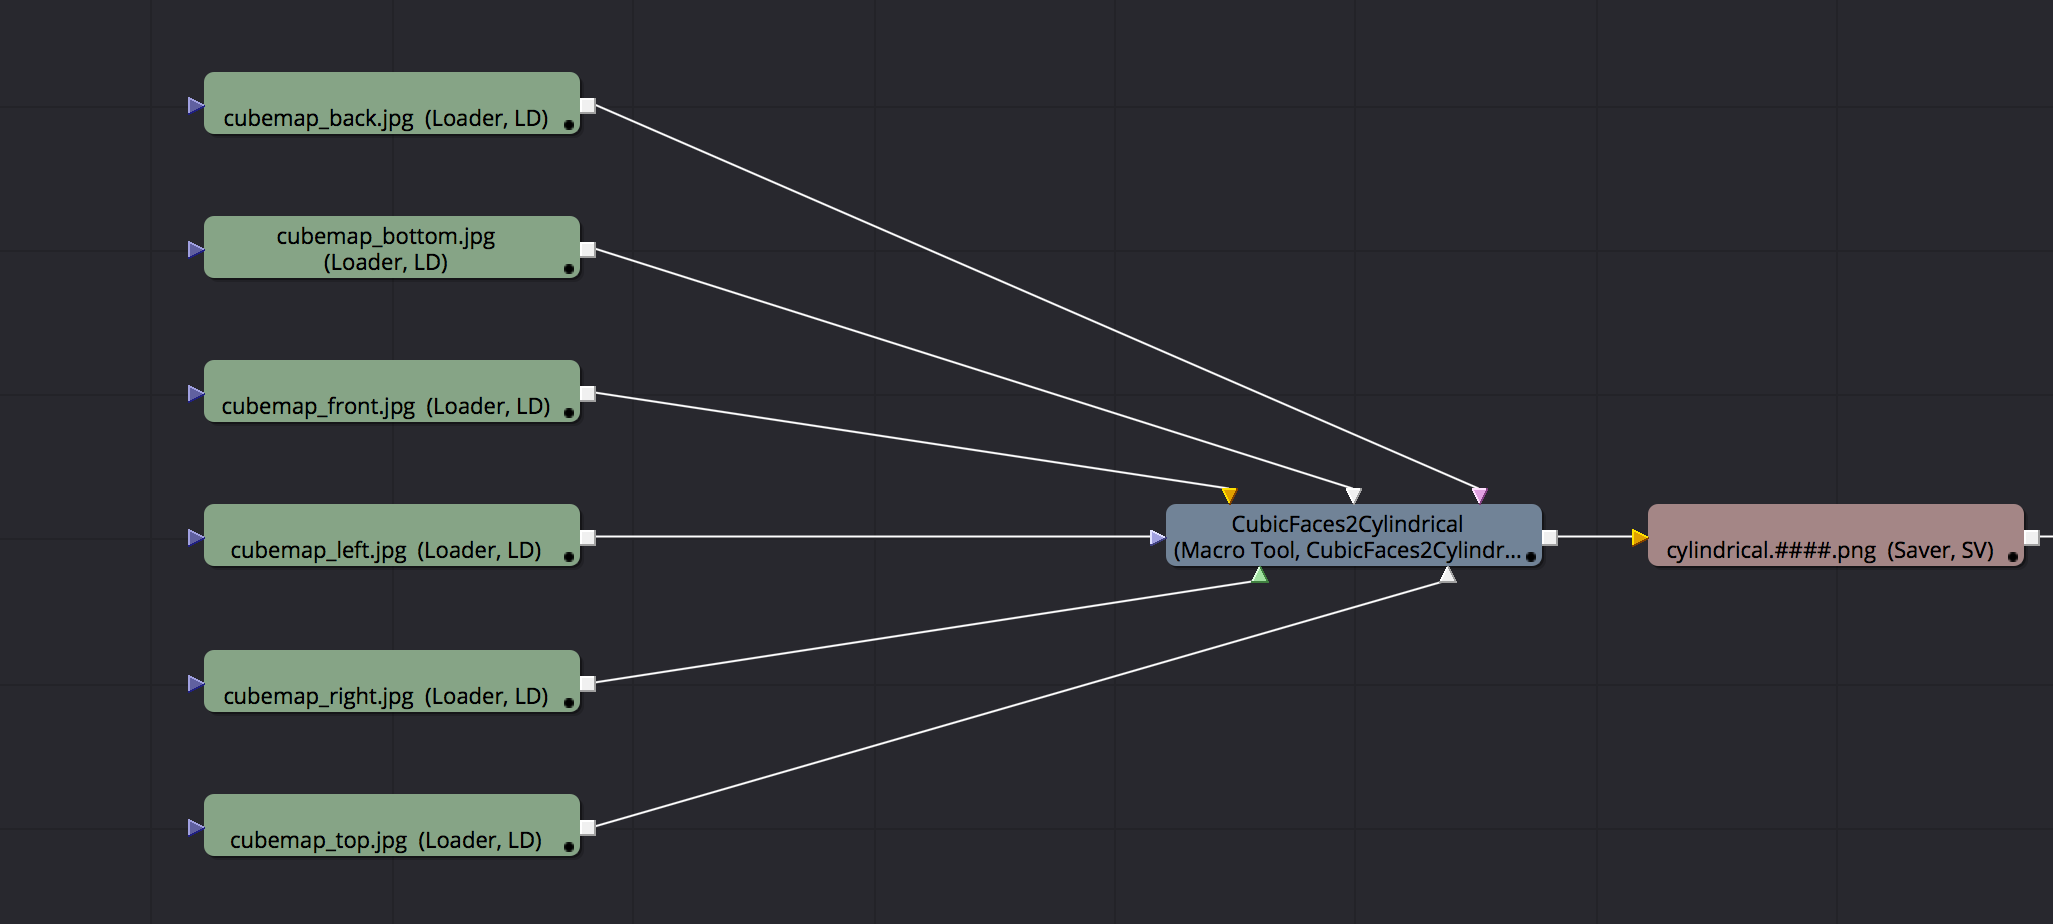 cubemap_back.jpg (Loader, LD)
cubemap_bottom.jpg
(Loader, LD)
cubemap_front.jpg (Loader, LD)
cubemap_left.jpg (Loader, LD)
CubicFaces2Cylindrical
(Macro Tool, CubicFaces2Cylindr...
cylindrical.####.png (Saver, SV)
cubemap_right.jpg (Loader, LD)
cubemap_top.jpg (Loader, LD)